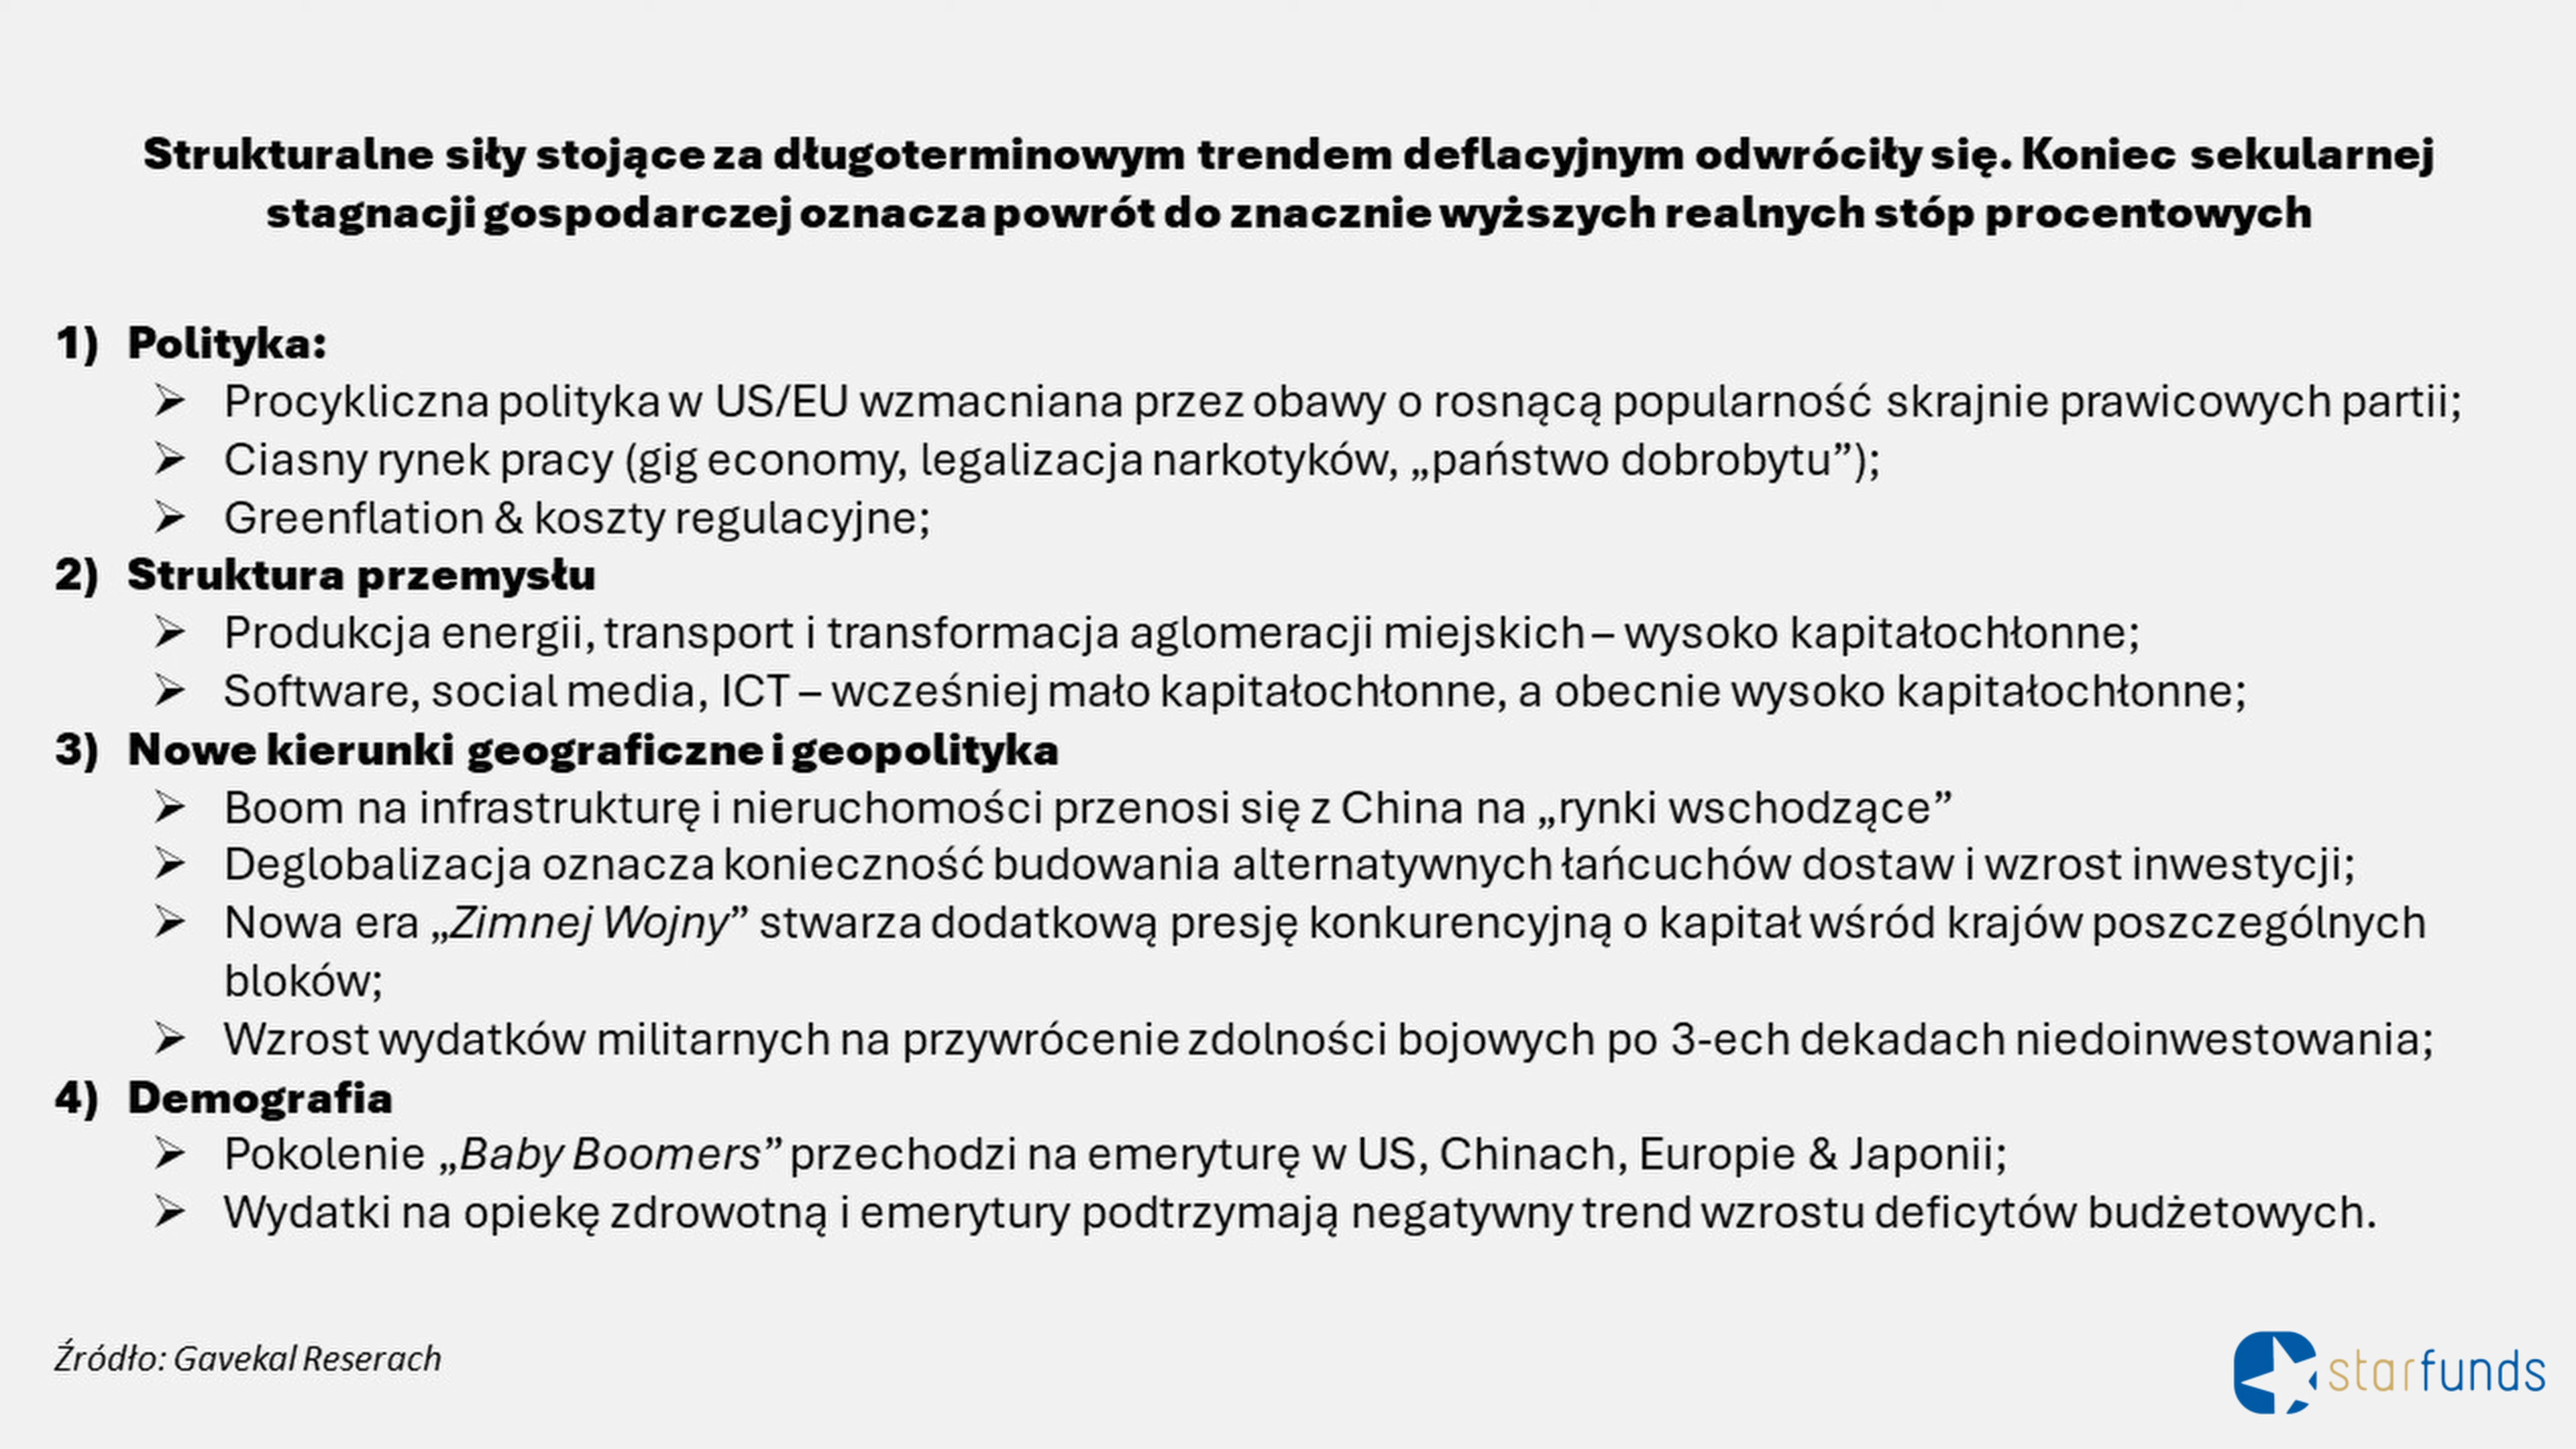 Strukturalne siły stojące za długoterminowym trendem deflacyjnym odwróciły się. Koniec sekularnej
stagnacji gospodarczej oznacza powrót do znacznie wyższych realnych stóp procentowych
1) Polityka:
➢ Procykliczna polityka w US/EU wzmacniana przez obawy o rosnącą popularność skrajnie prawicowych partii;
➢ Ciasny rynek pracy (gig economy, legalizacja narkotyków, „państwo dobrobytu”);
➢ Greenflation & koszty regulacyjne;
2) Struktura przemysłu
➢ Produkcja energii, transport i transformacja aglomeracji miejskich – wysoko kapitałochłonne;
➢ Software, social media, ICT – wcześniej mało kapitałochłonne, a obecnie wysoko kapitałochłonne;
3) Nowe kierunki geograficzne i geopolityka
➢ Boom na infrastrukturę i nieruchomości przenosi się z China na „rynki wschodzące”
➢ Deglobalizacja oznacza konieczność budowania alternatywnych łańcuchów dostaw i wzrost inwestycji;
➢ Nowa era „Zimnej Wojny” stwarza dodatkową presję konkurencyjną o kapitał wśród krajów poszczególnych
bloków;
➢ Wzrost wydatków militarnych na przywrócenie zdolności bojowych po 3-ech dekadach niedoinwestowania;
4) Demografia
➢ Pokolenie „Baby Boomers” przechodzi na emeryturę w US, Chinach, Europie & Japonii;
➢ Wydatki na opiekę zdrowotną i emerytury podtrzymają negatywny trend wzrostu deficytów budżetowych.
Źródło: Gavekal Reserach
starfunds